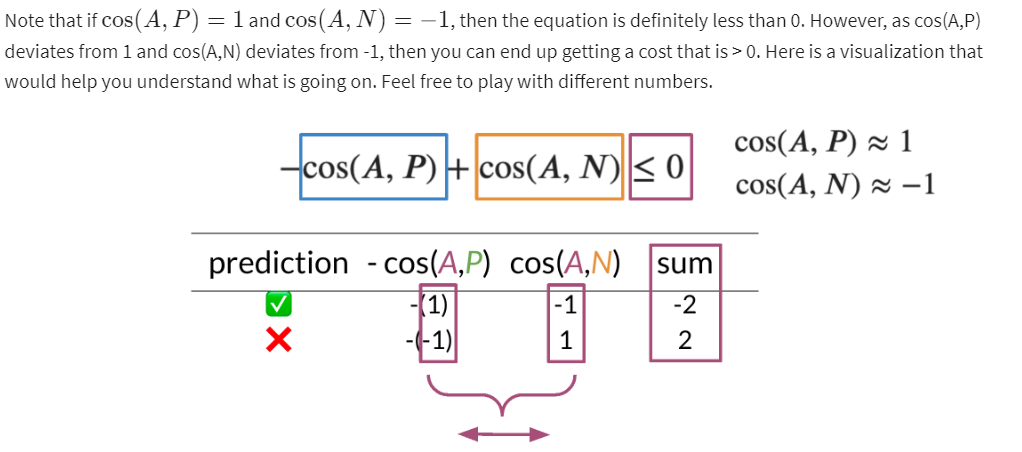 Note that if cos(A, P) = 1 and cos(A, N) = −1, then the equation is definitely less than 0. However, as cos(A,P)
deviates from 1 and cos(A,N) deviates from -1, then you can end up getting a cost that is > 0. Here is a visualization that
would help you understand what is going on. Feel free to play with different numbers.
−cos(A, P) + cos(A, N) ≤ 0
cos(A, P) ≈ 1
cos(A, N) ≈ −1
prediction - cos(A,P) cos(A,N) sum
✅ -(1) -1 -2
❌ -(-1) 1 2